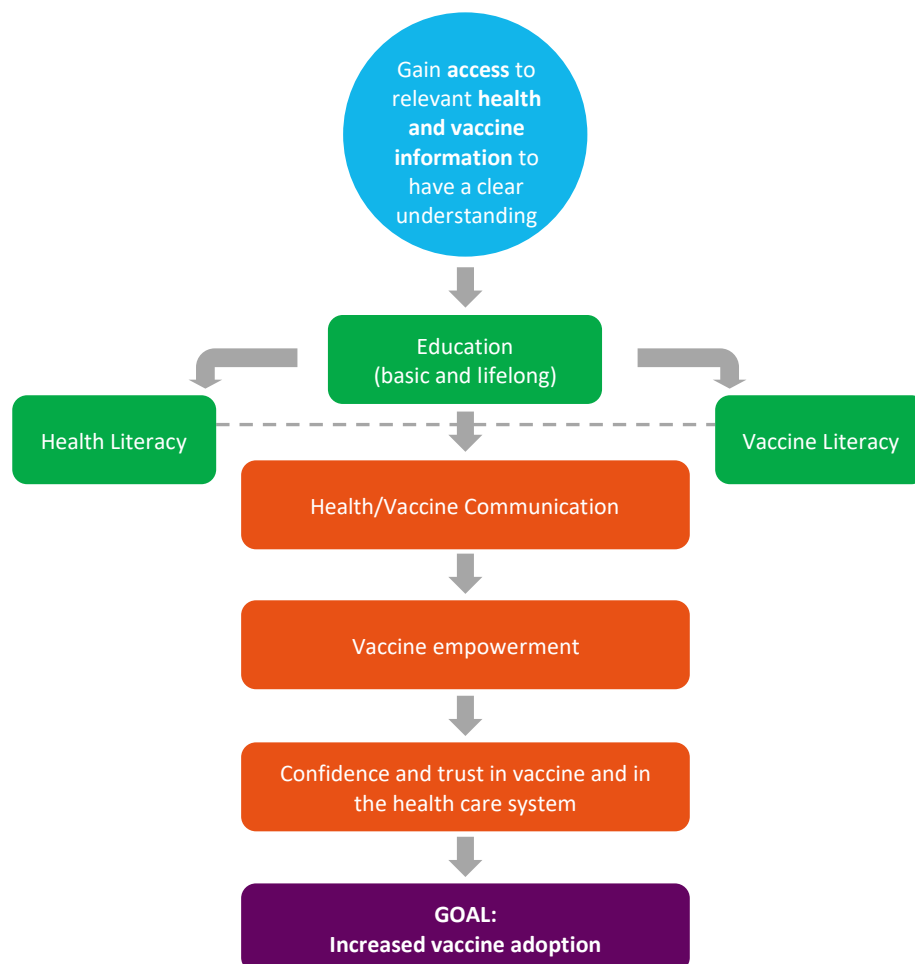 Gain access to
relevant health
and vaccine
information to
have a clear
understanding
Education
(basic and lifelong)
Health Literacy
Vaccine Literacy
Health/Vaccine Communication
Vaccine empowerment
Confidence and trust in vaccine and in
the health care system
GOAL:
Increased vaccine adoption